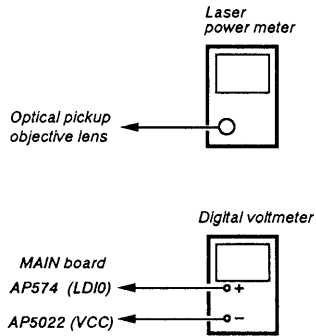 Laser
power meter
Optical pickup
objective lens
Digital voltmeter
MAIN board
AP574 (LDI0)
+
AP5022 (VCC)
–